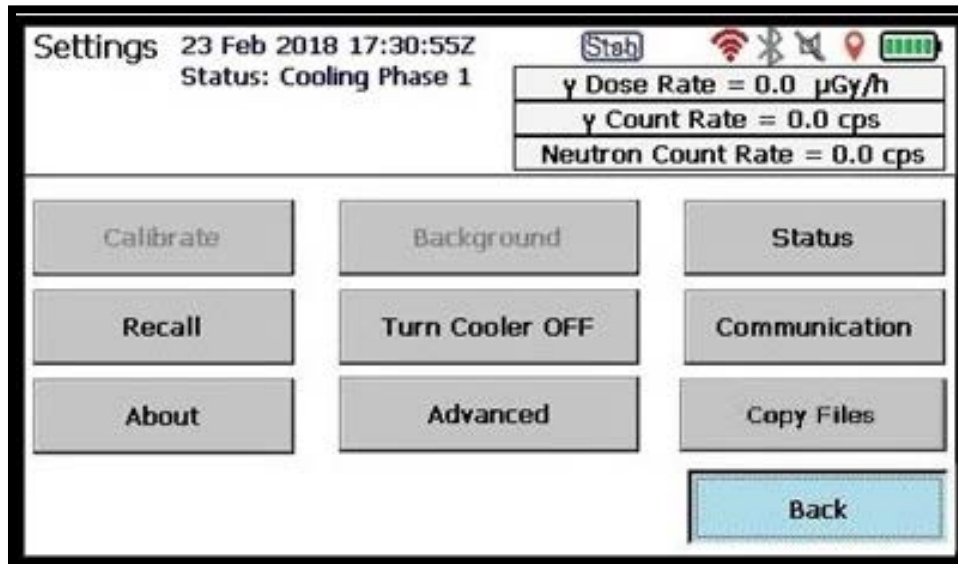 Settings 23 Feb 2018 17:30:55Z Stab
Status: Cooling Phase 1
γ Dose Rate = 0.0 µGy/h
γ Count Rate = 0.0 cps
Neutron Count Rate = 0.0 cps
Calibrate Background Status
Recall Turn Cooler OFF Communication
About Advanced Copy Files
Back